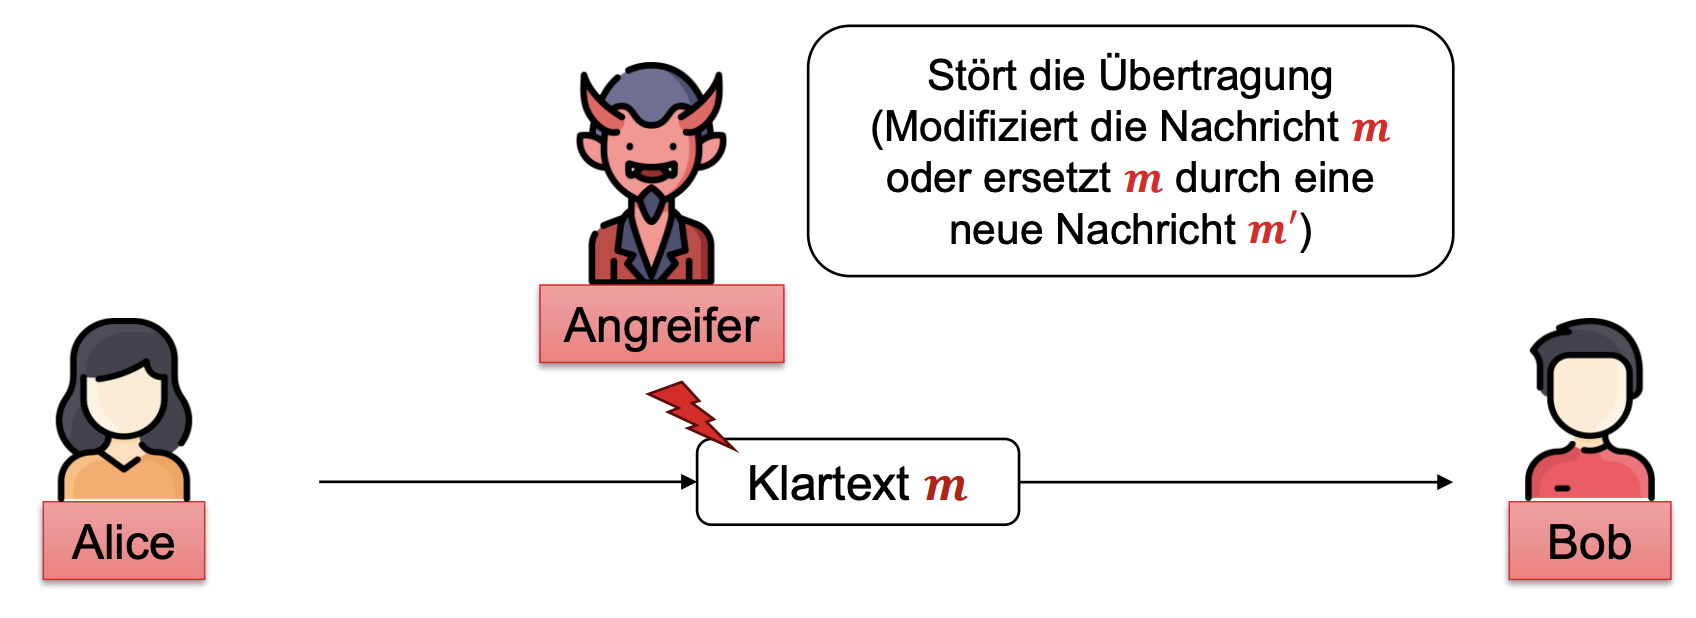 Stört die Übertragung
(Modifiziert die Nachricht m
oder ersetzt m durch eine
neue Nachricht m′)
Angreifer
Klartext m
Alice
Bob